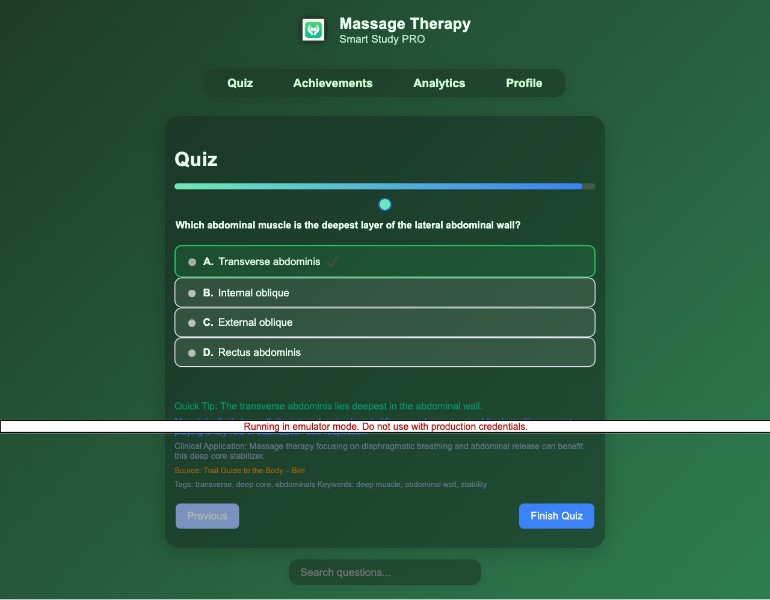 Massage Therapy
Smart Study PRO
Quiz Achievements Analytics Profile
Quiz
Which abdominal muscle is the deepest layer of the lateral abdominal wall?
A. Transverse abdominis ✓
B. Internal oblique
C. External oblique
D. Rectus abdominis
Quick Tip: The transverse abdominis lies deepest in the abdominal wall.
Running in emulator mode. Do not use with production credentials.
Clinical Application: Massage therapy focusing on diaphragmatic breathing and abdominal release can benefit
this deep core stabilizer.
Source: Trail Guide to the Body – Biel
Tags: transverse, deep core, abdominals Keywords: deep muscle, abdominal wall, stability
Previous Finish Quiz
Search questions...